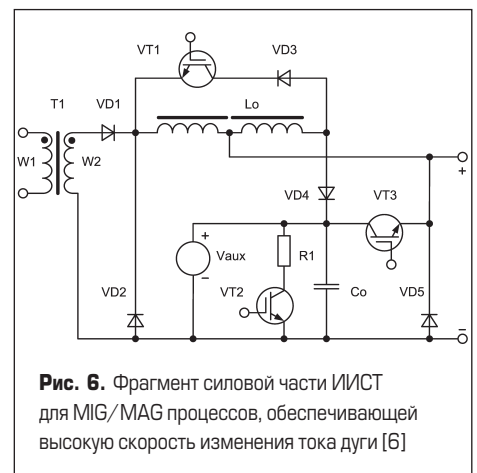 VT1
VD3
T1
VD1
Lo
W1
W2
+
VD4
VT3
+
Vaux
−
R1
VD2
VT2
Co
VD5
−
Рис. 6. Фрагмент силовой части ИИСТ
для MIG/MAG процессов, обеспечивающей
высокую скорость изменения тока дуги [6]